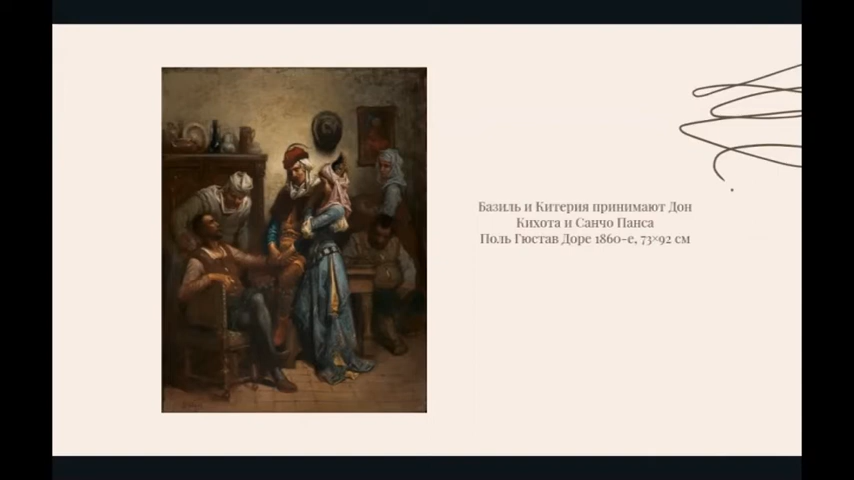 Базиль и Китерия принимают Дон
Кихота и Санчо Панса
Поль Гюстав Доре 1860-е, 73×92 см